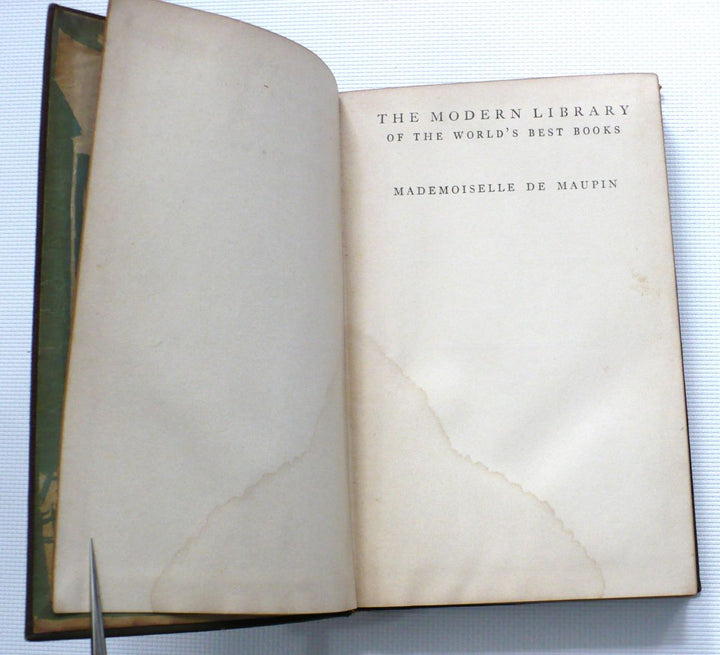 THE MODERN LIBRARY
OF THE WORLD'S BEST BOOKS
MADEMOISELLE DE MAUPIN